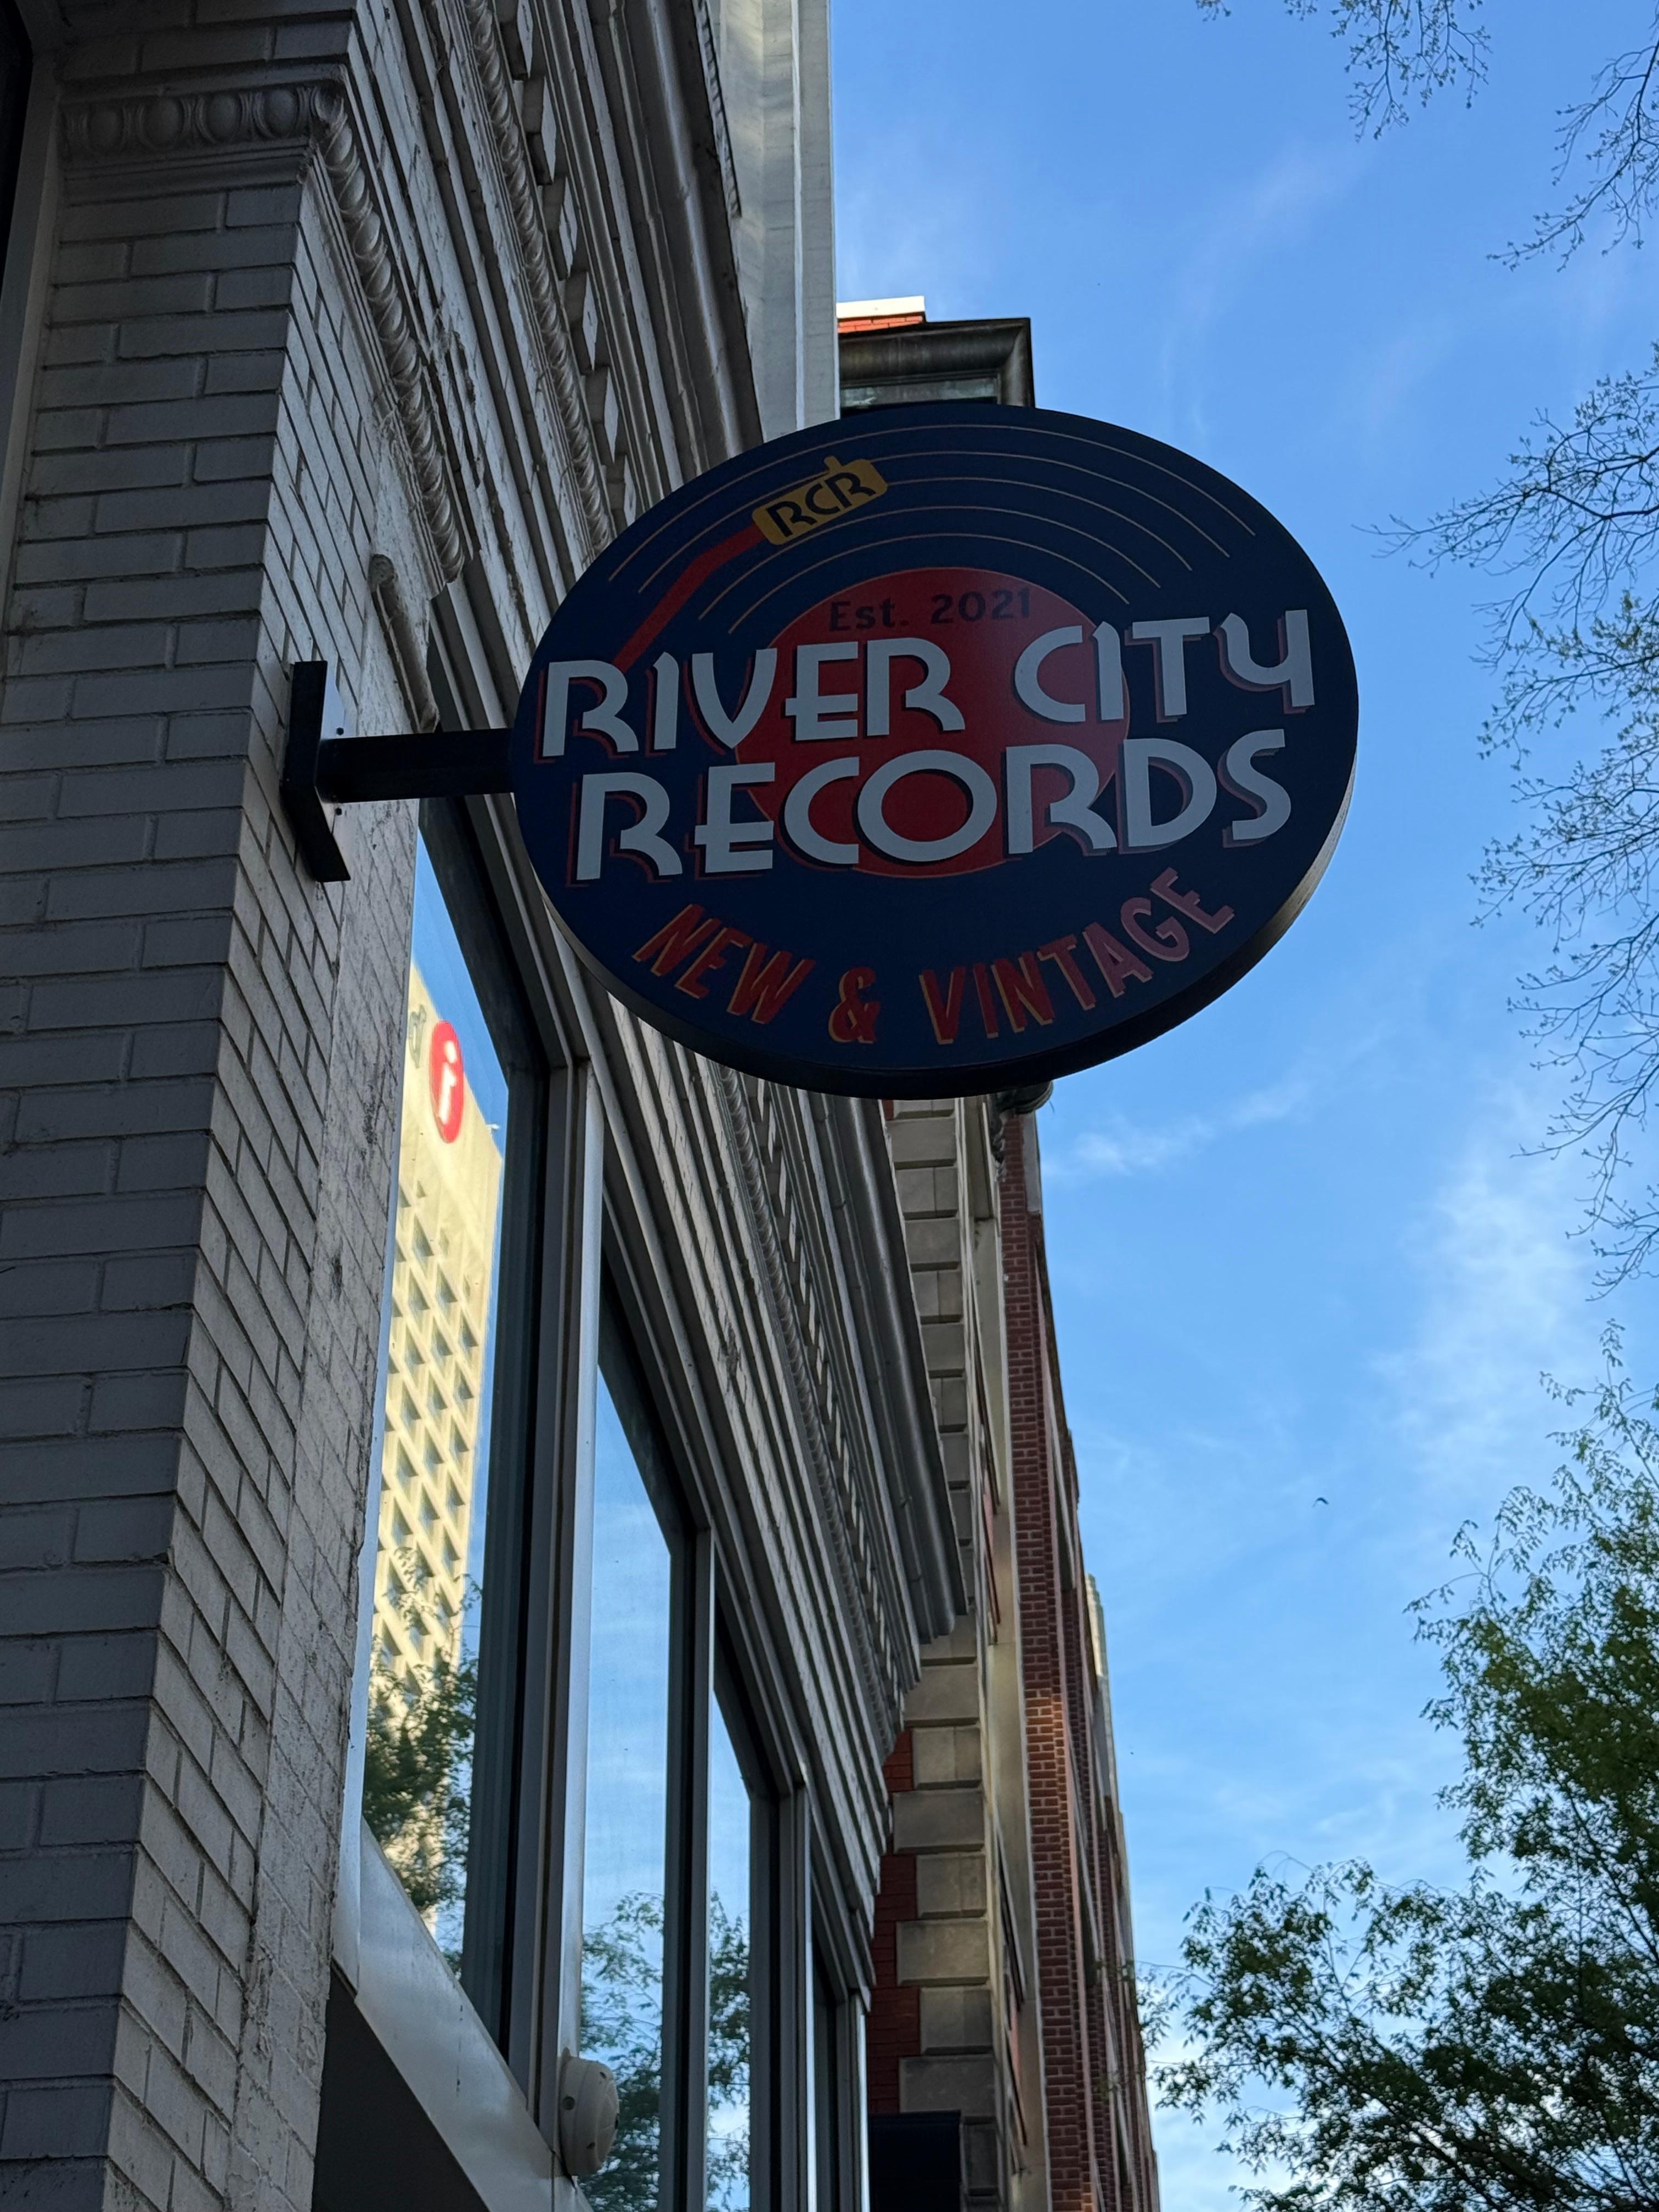 RCR
Est. 2021
RIVER CITY
RECORDS
NEW & VINTAGE
i